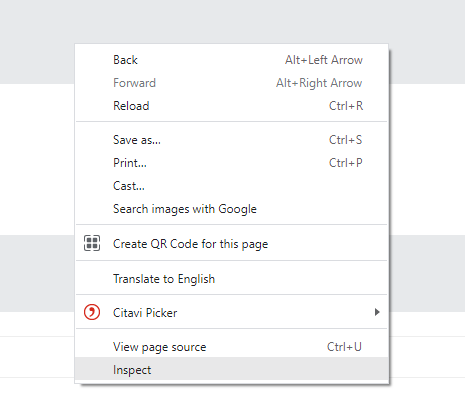 Back Alt+Left Arrow
Forward Alt+Right Arrow
Reload Ctrl+R
Save as... Ctrl+S
Print... Ctrl+P
Cast...
Search images with Google
Create QR Code for this page
Translate to English
Citavi Picker
View page source Ctrl+U
Inspect